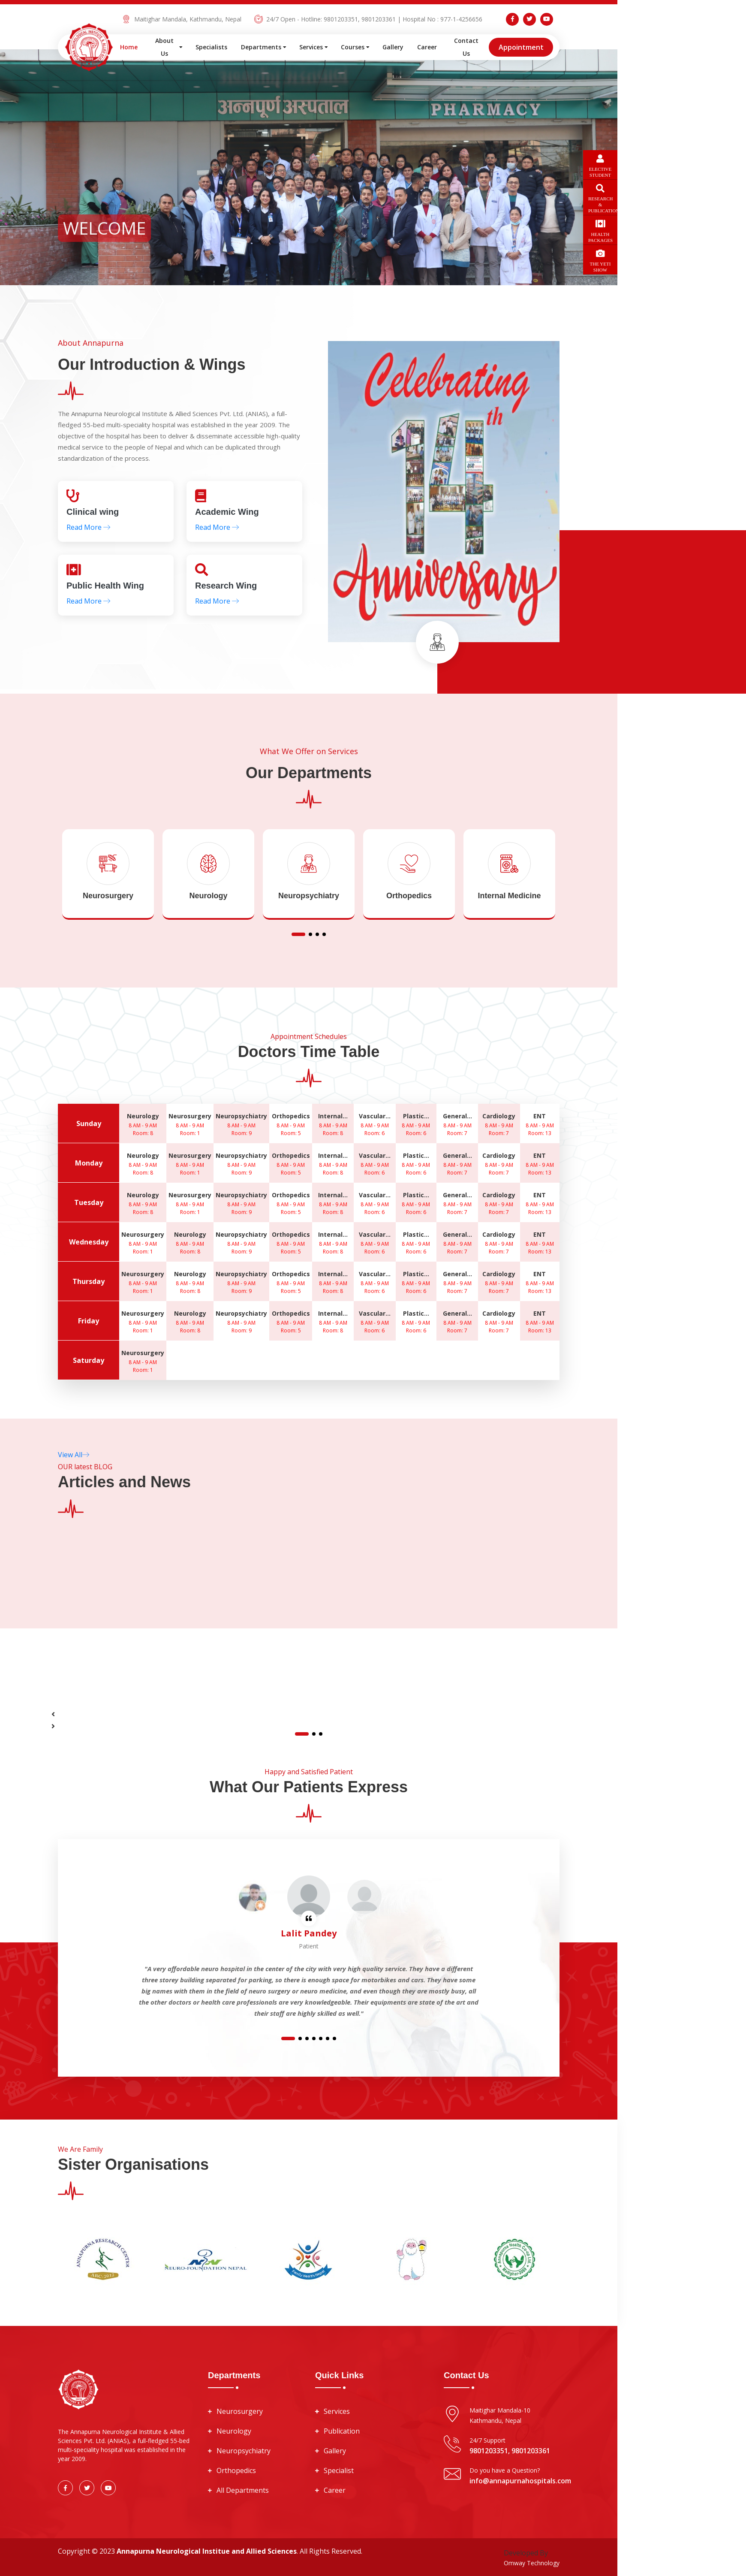 Maitighar Mandala, Kathmandu, Nepal
24/7 Open - Hotline: 9801203351, 9801203361 | Hospital No : 977-1-4256656
Home
About Us
Specialists
Departments
Services
Courses
Gallery
Career
Contact Us
Appointment
अन्नपूर्ण अस्पताल
PHARMACY
ELECTIVE
STUDENT
RESEARCH
&
PUBLICATION
HEALTH
PACKAGES
THE YETI
SHOW
WELCOME
About Annapurna
Our Introduction & Wings
The Annapurna Neurological Institute & Allied Sciences Pvt. Ltd. (ANIAS), a full-
fledged 55-bed multi-speciality hospital was established in the year 2009. The
objective of the hospital has been to deliver & disseminate accessible high-quality
medical service to the people of Nepal and which can be duplicated through
standardization of the process.
Clinical wing
Read More
Academic Wing
Read More
Public Health Wing
Read More
Research Wing
Read More
Celebrating
14th
Anniversary
What We Offer on Services
Our Departments
Neurosurgery
Neurology
Neuropsychiatry
Orthopedics
Internal Medicine
Appointment Schedules
Doctors Time Table
Sunday
Neurology Neurosurgery Neuropsychiatry Orthopedics Internal... Vascular... Plastic... General... Cardiology ENT
8 AM - 9 AM 8 AM - 9 AM 8 AM - 9 AM 8 AM - 9 AM 8 AM - 9 AM 8 AM - 9 AM 8 AM - 9 AM 8 AM - 9 AM 8 AM - 9 AM 8 AM - 9 AM
Room: 8 Room: 1 Room: 9 Room: 5 Room: 8 Room: 6 Room: 6 Room: 7 Room: 7 Room: 13
Monday
Neurology Neurosurgery Neuropsychiatry Orthopedics Internal... Vascular... Plastic... General... Cardiology ENT
8 AM - 9 AM 8 AM - 9 AM 8 AM - 9 AM 8 AM - 9 AM 8 AM - 9 AM 8 AM - 9 AM 8 AM - 9 AM 8 AM - 9 AM 8 AM - 9 AM 8 AM - 9 AM
Room: 8 Room: 1 Room: 9 Room: 5 Room: 8 Room: 6 Room: 6 Room: 7 Room: 7 Room: 13
Tuesday
Neurology Neurosurgery Neuropsychiatry Orthopedics Internal... Vascular... Plastic... General... Cardiology ENT
8 AM - 9 AM 8 AM - 9 AM 8 AM - 9 AM 8 AM - 9 AM 8 AM - 9 AM 8 AM - 9 AM 8 AM - 9 AM 8 AM - 9 AM 8 AM - 9 AM 8 AM - 9 AM
Room: 8 Room: 1 Room: 9 Room: 5 Room: 8 Room: 6 Room: 6 Room: 7 Room: 7 Room: 13
Wednesday
Neurosurgery Neurology Neuropsychiatry Orthopedics Internal... Vascular... Plastic... General... Cardiology ENT
8 AM - 9 AM 8 AM - 9 AM 8 AM - 9 AM 8 AM - 9 AM 8 AM - 9 AM 8 AM - 9 AM 8 AM - 9 AM 8 AM - 9 AM 8 AM - 9 AM 8 AM - 9 AM
Room: 1 Room: 8 Room: 9 Room: 5 Room: 8 Room: 6 Room: 6 Room: 7 Room: 7 Room: 13
Thursday
Neurosurgery Neurology Neuropsychiatry Orthopedics Internal... Vascular... Plastic... General... Cardiology ENT
8 AM - 9 AM 8 AM - 9 AM 8 AM - 9 AM 8 AM - 9 AM 8 AM - 9 AM 8 AM - 9 AM 8 AM - 9 AM 8 AM - 9 AM 8 AM - 9 AM 8 AM - 9 AM
Room: 1 Room: 8 Room: 9 Room: 5 Room: 8 Room: 6 Room: 6 Room: 7 Room: 7 Room: 13
Friday
Neurosurgery Neurology Neuropsychiatry Orthopedics Internal... Vascular... Plastic... General... Cardiology ENT
8 AM - 9 AM 8 AM - 9 AM 8 AM - 9 AM 8 AM - 9 AM 8 AM - 9 AM 8 AM - 9 AM 8 AM - 9 AM 8 AM - 9 AM 8 AM - 9 AM 8 AM - 9 AM
Room: 1 Room: 8 Room: 9 Room: 5 Room: 8 Room: 6 Room: 6 Room: 7 Room: 7 Room: 13
Saturday
Neurosurgery
8 AM - 9 AM
Room: 1
View All
OUR latest BLOG
Articles and News
Happy and Satisfied Patient
What Our Patients Express
Lalit Pandey
Patient
"A very affordable neuro hospital in the center of the city with very high quality service. They have a different
three storey building separated for parking, so there is enough space for motorbikes and cars. They have some
big names with them in the field of neuro surgery or neuro medicine, and even though they are mostly busy, all
the other doctors or health care professionals are very knowledgeable. Their equipments are state of the art and
their staff are highly skilled as well."
We Are Family
Sister Organisations
ANNAPURNA RESEARCH CENTER
NEURO-FOUNDATION NEPAL
Departments
Neurosurgery
Neurology
Neuropsychiatry
Orthopedics
All Departments
Quick Links
Services
Publication
Gallery
Specialist
Career
Contact Us
Maitighar Mandala-10
Kathmandu, Nepal
24/7 Support
9801203351, 9801203361
Do you have a Question?
info@annapurnahospitals.com
The Annapurna Neurological Institute & Allied
Sciences Pvt. Ltd. (ANIAS), a full-fledged 55-bed
multi-speciality hospital was established in the
year 2009.
Copyright © 2023 Annapurna Neurological Institue and Allied Sciences. All Rights Reserved.
Omway Technology